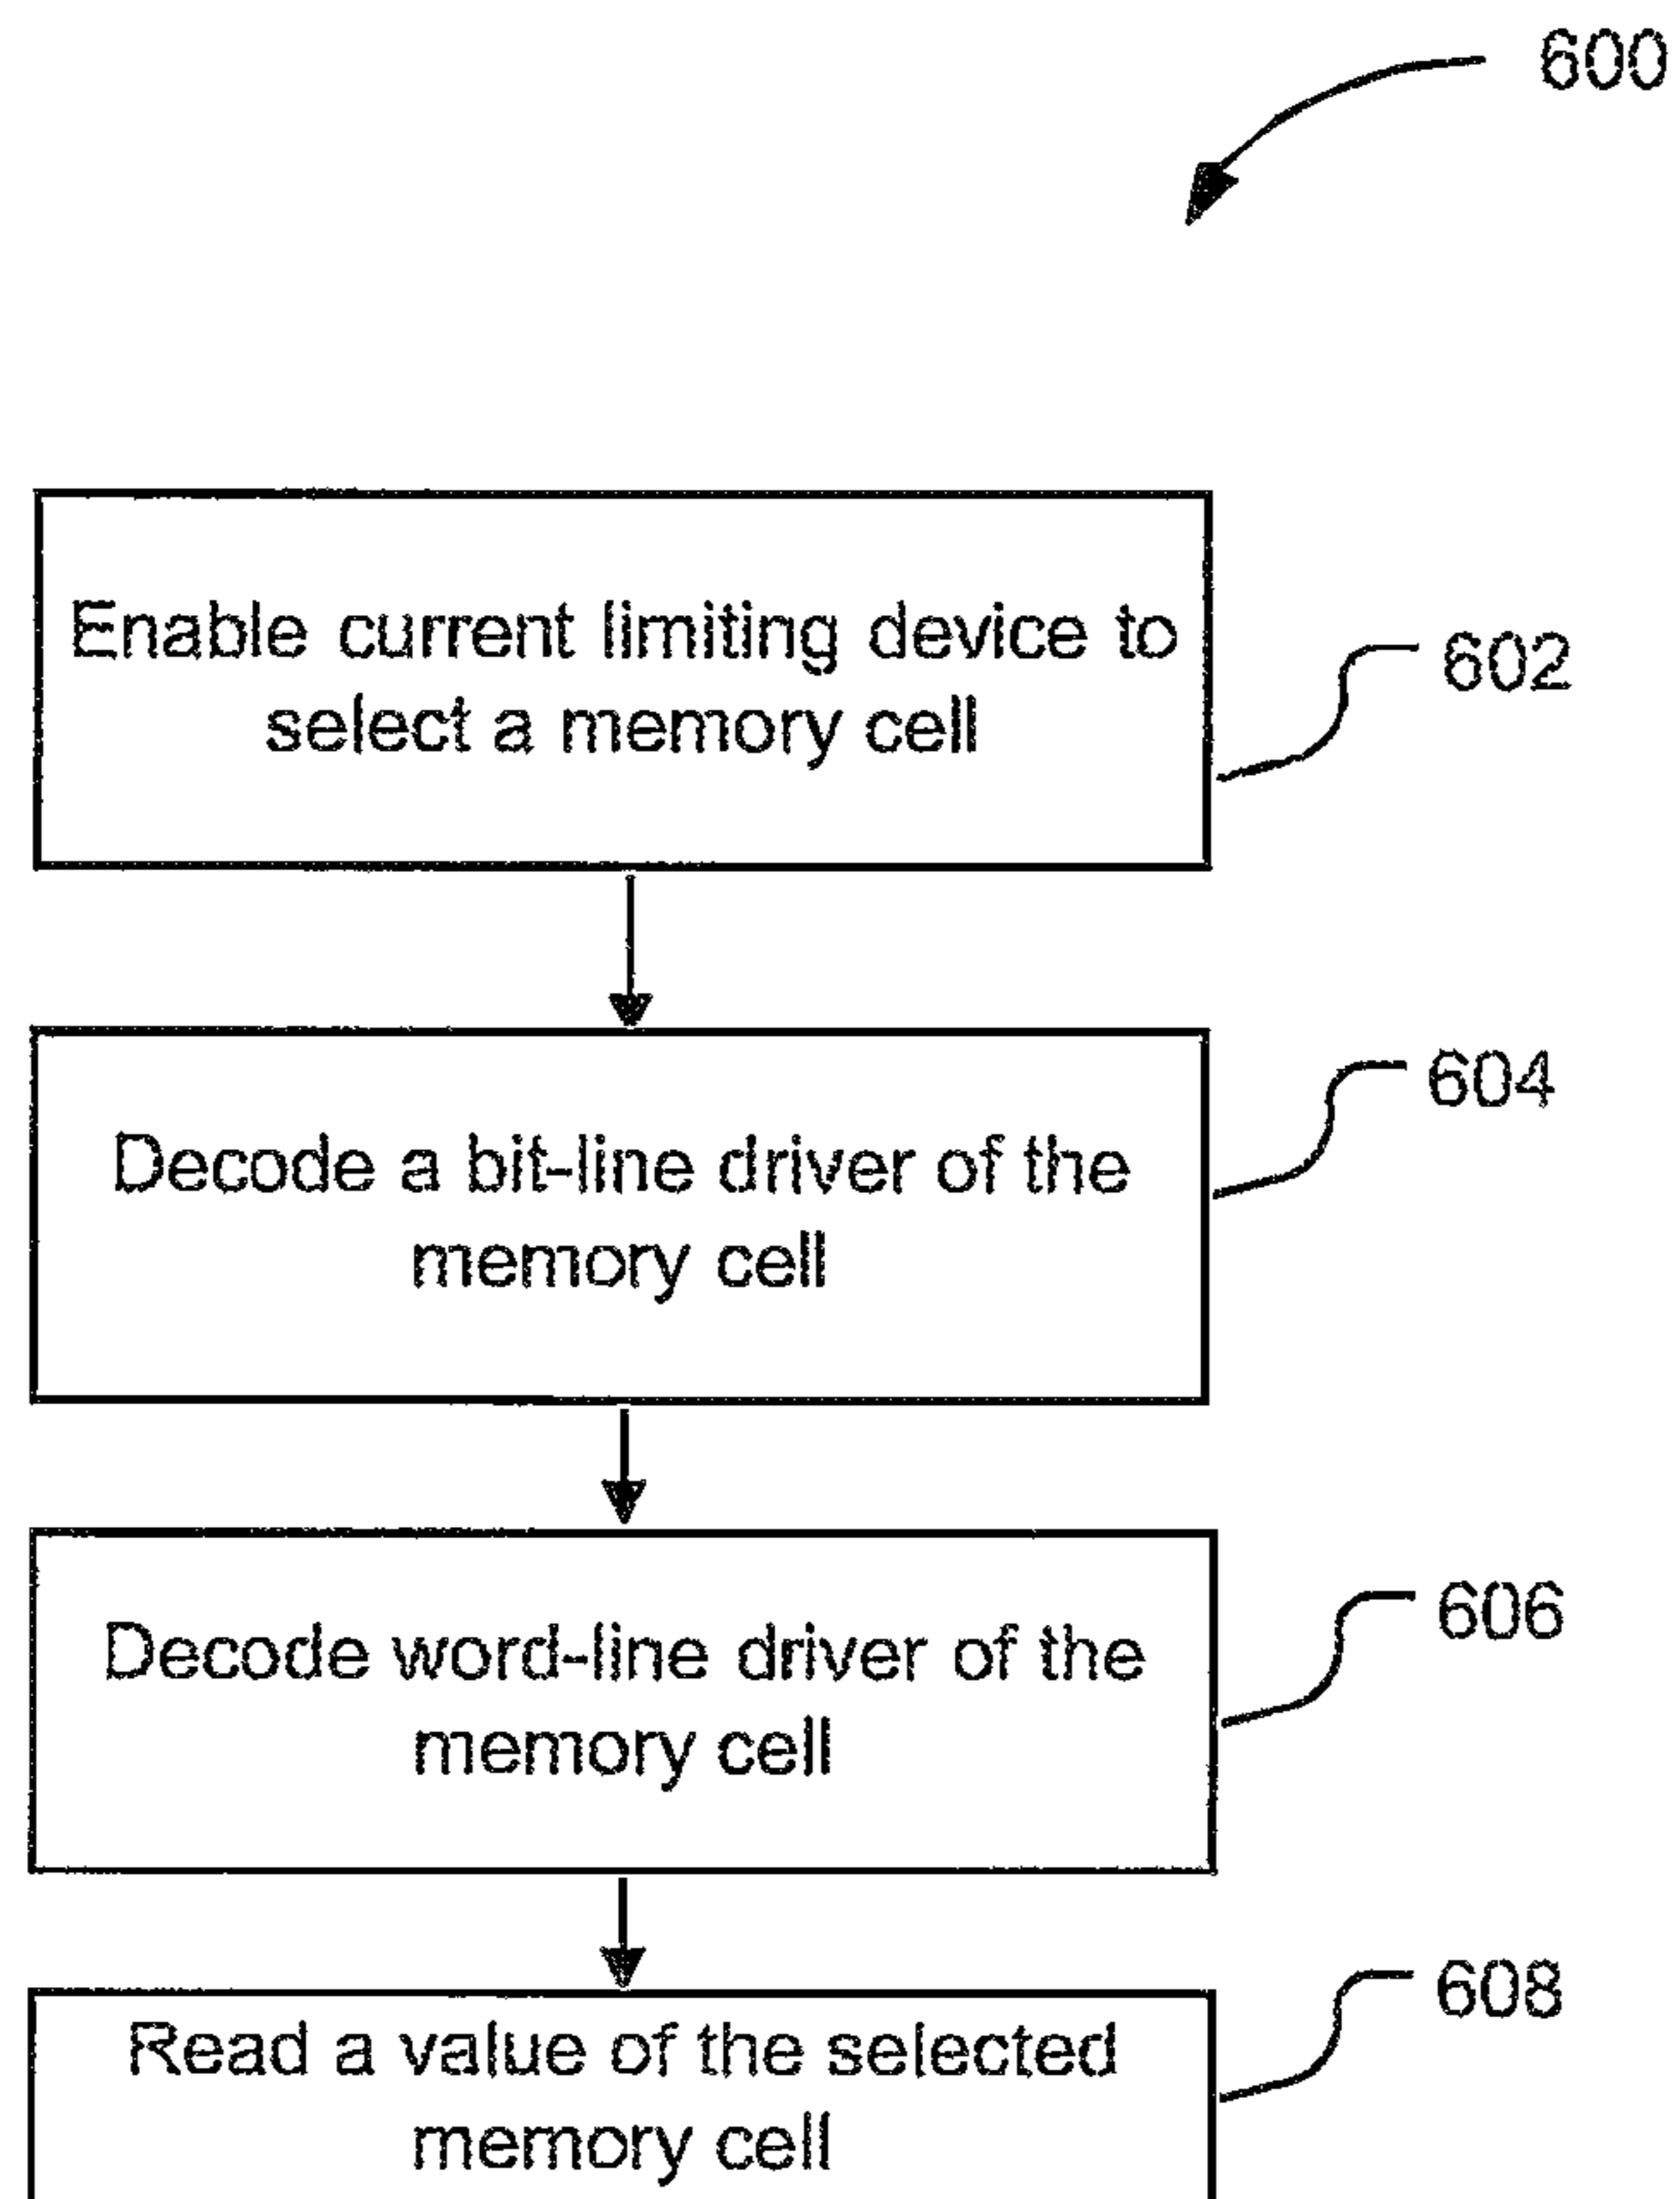 600
Enable current limiting device to
select a memory cell
602
Decode a bit-line driver of the
memory cell
604
Decode word-line driver of the
memory cell
606
Read a value of the selected
memory cell
608